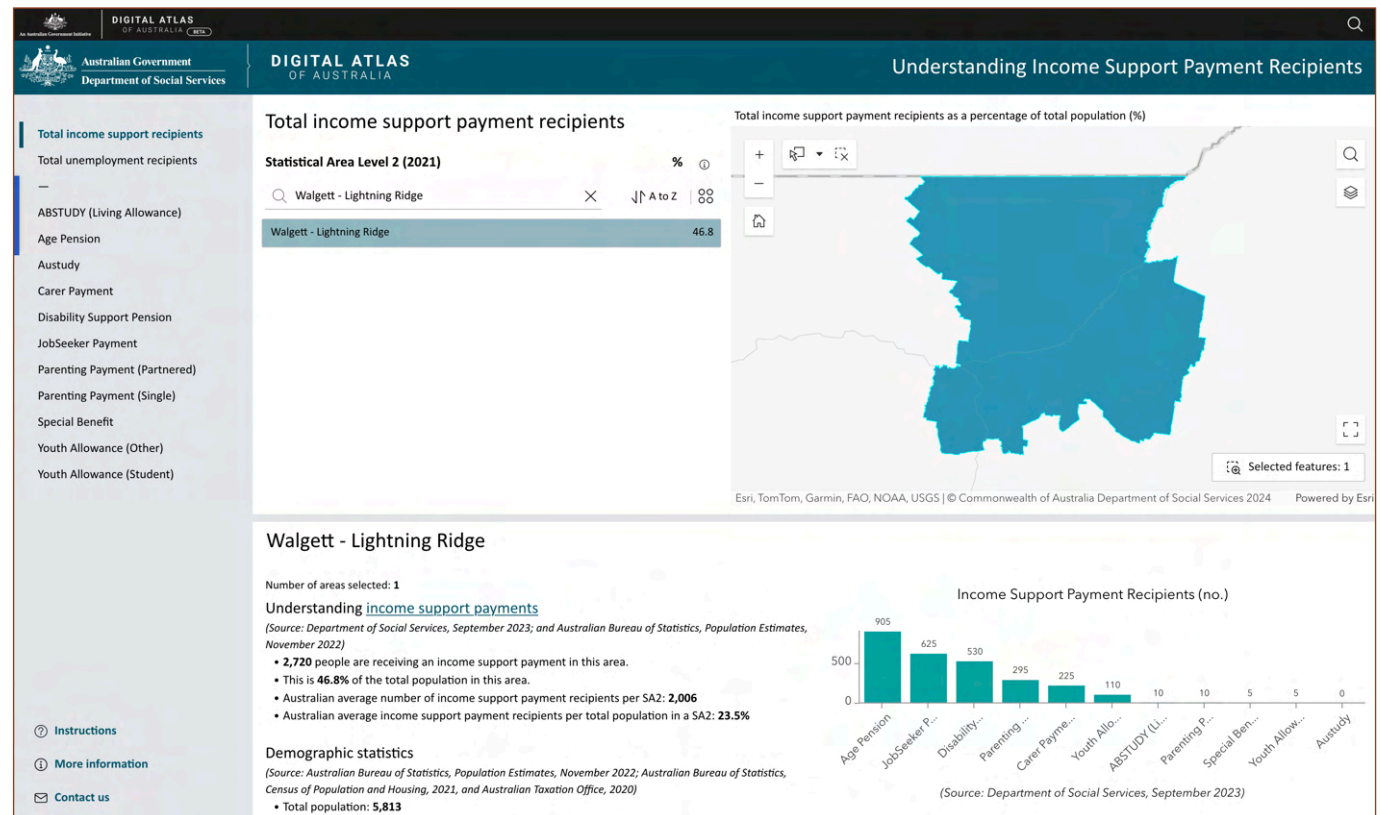 An Australian Government Initiative
DIGITAL ATLAS
OF AUSTRALIA BETA
Australian Government
Department of Social Services
DIGITAL ATLAS
OF AUSTRALIA
Understanding Income Support Payment Recipients
Total income support recipients
Total unemployment recipients
—
ABSTUDY (Living Allowance)
Age Pension
Austudy
Carer Payment
Disability Support Pension
JobSeeker Payment
Parenting Payment (Partnered)
Parenting Payment (Single)
Special Benefit
Youth Allowance (Other)
Youth Allowance (Student)
Instructions
More information
Contact us
Total income support payment recipients
Statistical Area Level 2 (2021) %
Walgett - Lightning Ridge A to Z
Walgett - Lightning Ridge 46.8
Total income support payment recipients as a percentage of total population (%)
Selected features: 1
Esri, TomTom, Garmin, FAO, NOAA, USGS | © Commonwealth of Australia Department of Social Services 2024 Powered by Esri
Walgett - Lightning Ridge
Number of areas selected: 1
Understanding income support payments
(Source: Department of Social Services, September 2023; and Australian Bureau of Statistics, Population Estimates,
November 2022)
• 2,720 people are receiving an income support payment in this area.
• This is 46.8% of the total population in this area.
• Australian average number of income support payment recipients per SA2: 2,006
• Australian average income support payment recipients per total population in a SA2: 23.5%
Demographic statistics
(Source: Australian Bureau of Statistics, Population Estimates, November 2022; Australian Bureau of Statistics,
Census of Population and Housing, 2021, and Australian Taxation Office, 2020)
• Total population: 5,813
Income Support Payment Recipients (no.)
500
0
905
625
530
295
225
110
10
10
5
5
0
Age Pension
JobSeeker P...
Disability...
Parenting ...
Carer Payme...
Youth Allo...
ABSTUDY (Li...
Parenting P...
Special Ben...
Youth Allow...
Austudy
(Source: Department of Social Services, September 2023)